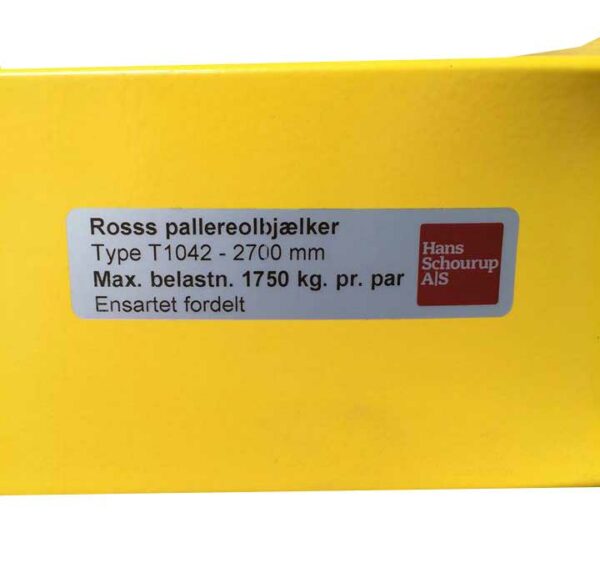 Rosss pallereolbjælker
Type T1042 - 2700 mm
Max. belastn. 1750 kg. pr. par
Ensartet fordelt
Hans
Schourup
A|S